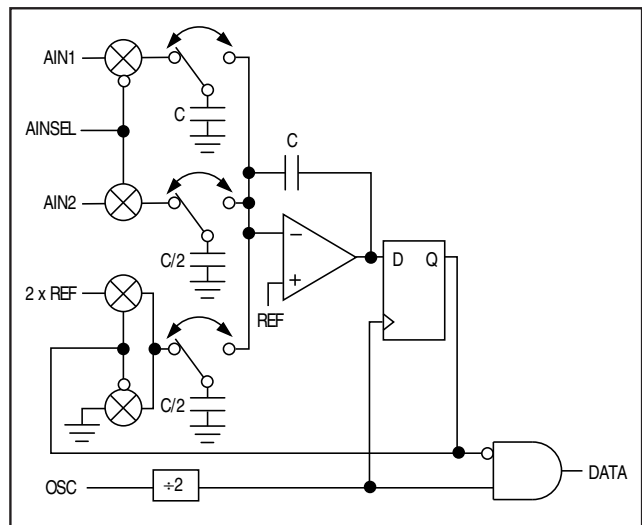 AIN1
C
AINSEL
C
AIN2
C/2
−
+
D Q
2 x REF
REF
C/2
OSC
÷2
DATA